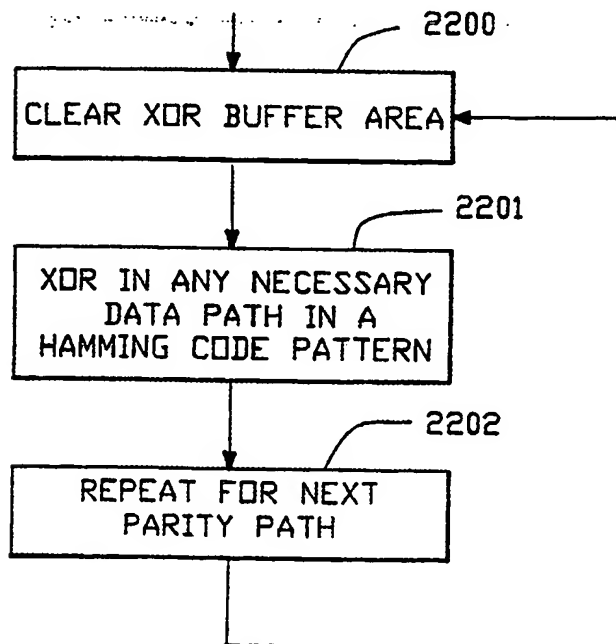 2200
CLEAR XOR BUFFER AREA
2201
XOR IN ANY NECESSARY
DATA PATH IN A
HAMMING CODE PATTERN
2202
REPEAT FOR NEXT
PARITY PATH